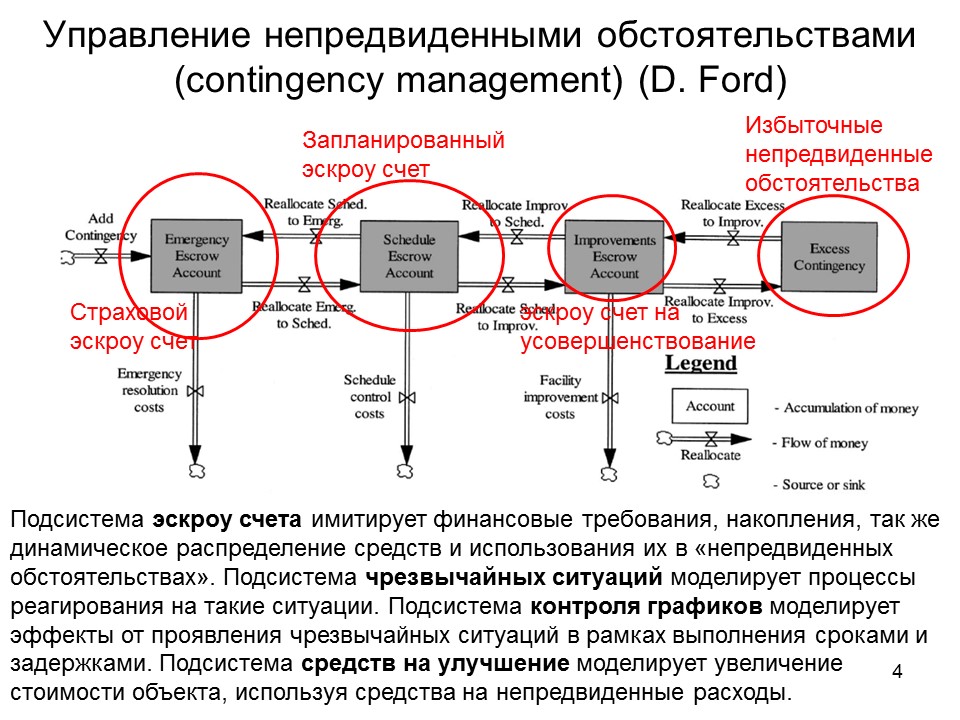 Управление непредвиденными обстоятельствами
(contingency management) (D. Ford)
Запланированный
эскроу счет
Избыточные
непредвиденные
обстоятельства
Add
Contingency
Emergency
Escrow
Account
Reallocate Sched.
to Emerg.
Reallocate Emerg.
to Sched.
Schedule
Escrow
Account
Reallocate Improv.
to Sched.
Reallocate Sched.
to Improv.
Improvements
Escrow
Account
Reallocate Excess
to Improv.
Reallocate Improv.
to Excess
Excess
Contingency
Страховой
эскроу счет
эскроу счет на
усовершенствование
Emergency
resolution
costs
Schedule
control
costs
Facility
improvement
costs
Legend
Account
- Accumulation of money
- Flow of money
Reallocate
- Source or sink
Подсистема эскроу счета имитирует финансовые требования, накопления, так же
динамическое распределение средств и использования их в «непредвиденных
обстоятельствах». Подсистема чрезвычайных ситуаций моделирует процессы
реагирования на такие ситуации. Подсистема контроля графиков моделирует
эффекты от проявления чрезвычайных ситуаций в рамках выполнения сроками и
задержками. Подсистема средств на улучшение моделирует увеличение
стоимости объекта, используя средства на непредвиденные расходы.
4